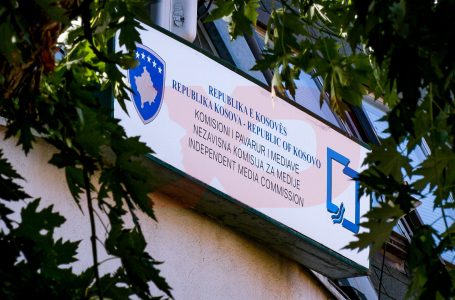 REPUBLIKA E KOSOVËS
REPUBLIKA KOSOVA - REPUBLIC OF KOSOVO
KOMISIONI I PAVARUR I MEDIAVE
NEZAVISNA KOMISIJA ZA MEDIJE
INDEPENDENT MEDIA COMMISSION